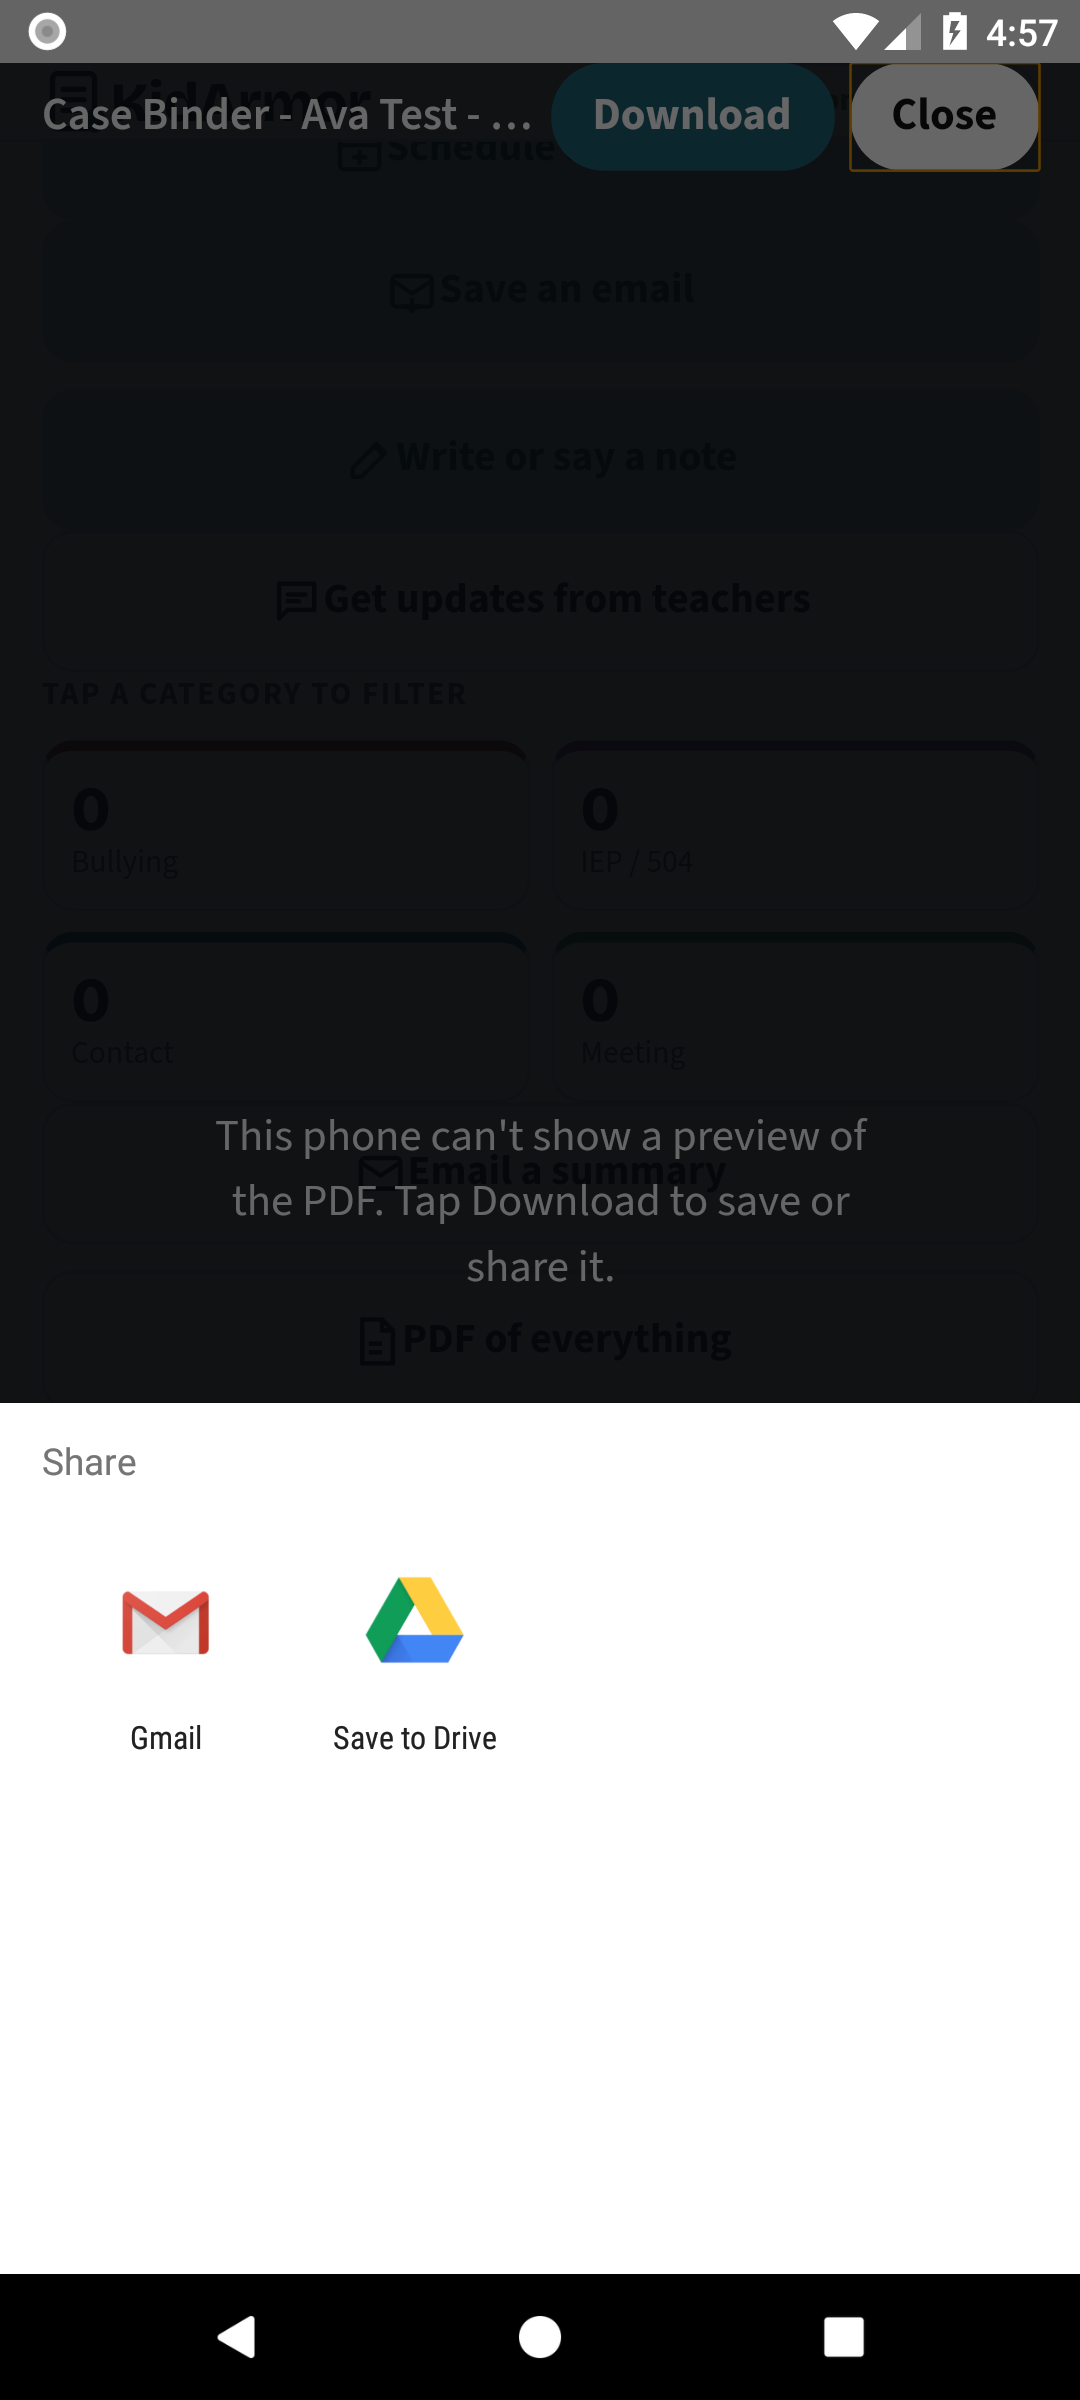 4:57
KidArmor
Case Binder - Ava Test - ...
Download
Close
Schedule
Save an email
Write or say a note
Get updates from teachers
TAP A CATEGORY TO FILTER
0
Bullying
0
IEP / 504
0
Contact
0
Meeting
This phone can't show a preview of
the PDF. Tap Download to save or
share it.
Email a summary
PDF of everything
Share
Gmail
Save to Drive